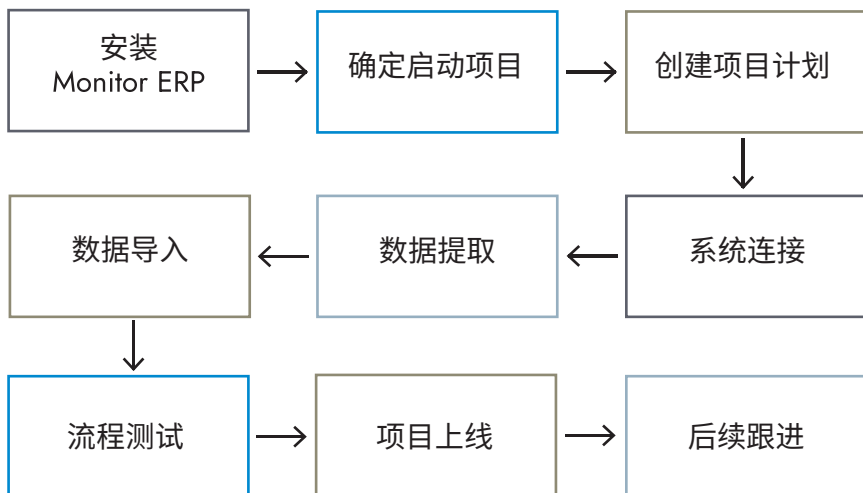 安装
Monitor ERP
确定启动项目
创建项目计划
系统连接
数据提取
数据导入
流程测试
项目上线
后续跟进